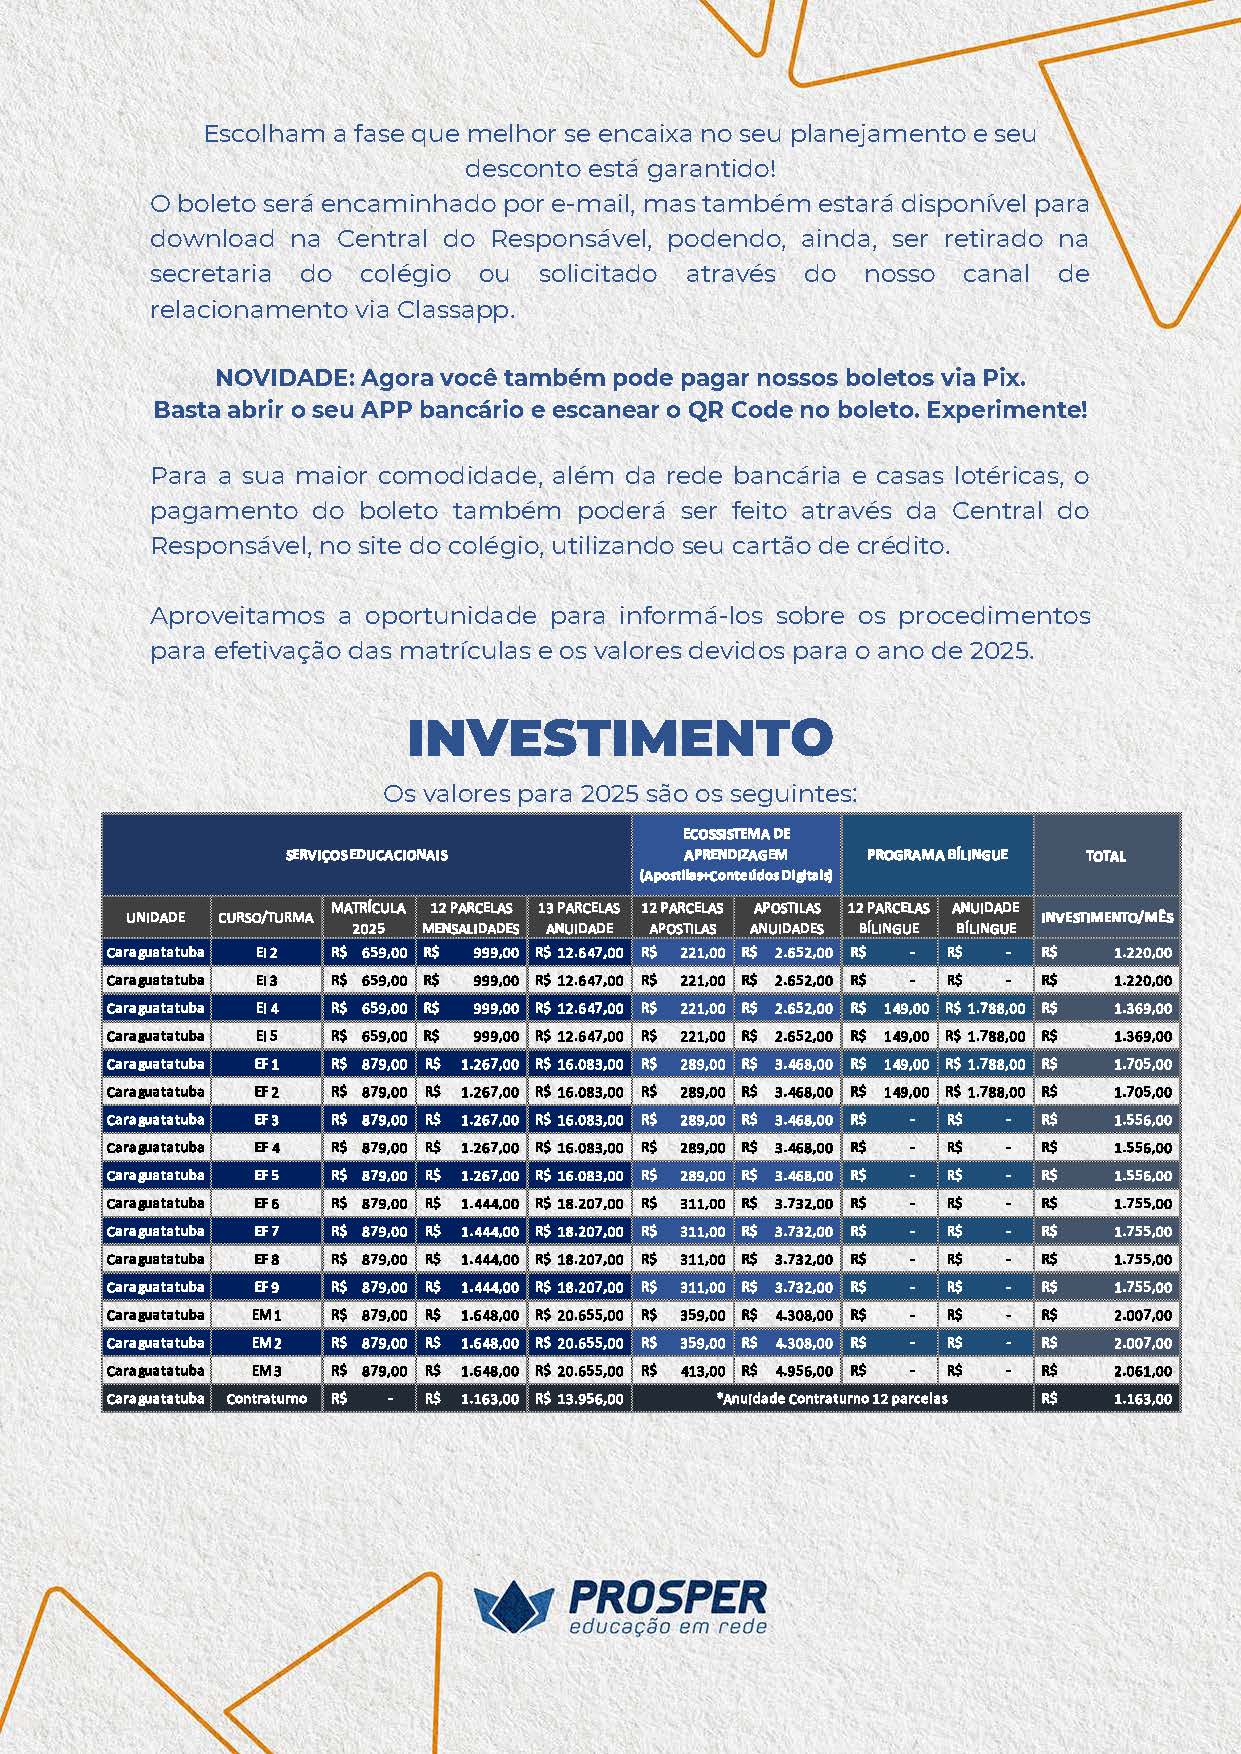 Escolham a fase que melhor se encaixa no seu planejamento e seu
desconto está garantido!
O boleto será encaminhado por e-mail, mas também estará disponível para
download na Central do Responsável, podendo, ainda, ser retirado na
secretaria do colégio ou solicitado através do nosso canal de
relacionamento via Classapp.
NOVIDADE: Agora você também pode pagar nossos boletos via Pix.
Basta abrir o seu APP bancário e escanear o QR Code no boleto. Experimente!
Para a sua maior comodidade, além da rede bancária e casas lotéricas, o
pagamento do boleto também poderá ser feito através da Central do
Responsável, no site do colégio, utilizando seu cartão de crédito.
Aproveitamos a oportunidade para informá-los sobre os procedimentos
para efetivação das matrículas e os valores devidos para o ano de 2025.
INVESTIMENTO
Os valores para 2025 são os seguintes:
SERVIÇOS EDUCACIONAIS ECOSSISTEMA DE APRENDIZAGEM (Apostilas+Conteúdos Digitais) PROGRAMA BÍLINGUE TOTAL
UNIDADE CURSO/TURMA MATRÍCULA 2025 12 PARCELAS MENSALIDADES 13 PARCELAS ANUIDADE 12 PARCELAS APOSTILAS APOSTILAS ANUIDADES 12 PARCELAS BÍLINGUE ANUIDADE BÍLINGUE INVESTIMENTO/MÊS
Caraguatatuba EI 2 R$ 659,00 R$ 999,00 R$ 12.647,00 R$ 221,00 R$ 2.652,00 R$ - R$ - R$ 1.220,00
Caraguatatuba EI 3 R$ 659,00 R$ 999,00 R$ 12.647,00 R$ 221,00 R$ 2.652,00 R$ - R$ - R$ 1.220,00
Caraguatatuba EI 4 R$ 659,00 R$ 999,00 R$ 12.647,00 R$ 221,00 R$ 2.652,00 R$ 149,00 R$ 1.788,00 R$ 1.369,00
Caraguatatuba EI 5 R$ 659,00 R$ 999,00 R$ 12.647,00 R$ 221,00 R$ 2.652,00 R$ 149,00 R$ 1.788,00 R$ 1.369,00
Caraguatatuba EF 1 R$ 879,00 R$ 1.267,00 R$ 16.083,00 R$ 289,00 R$ 3.468,00 R$ 149,00 R$ 1.788,00 R$ 1.705,00
Caraguatatuba EF 2 R$ 879,00 R$ 1.267,00 R$ 16.083,00 R$ 289,00 R$ 3.468,00 R$ 149,00 R$ 1.788,00 R$ 1.705,00
Caraguatatuba EF 3 R$ 879,00 R$ 1.267,00 R$ 16.083,00 R$ 289,00 R$ 3.468,00 R$ - R$ - R$ 1.556,00
Caraguatatuba EF 4 R$ 879,00 R$ 1.267,00 R$ 16.083,00 R$ 289,00 R$ 3.468,00 R$ - R$ - R$ 1.556,00
Caraguatatuba EF 5 R$ 879,00 R$ 1.267,00 R$ 16.083,00 R$ 289,00 R$ 3.468,00 R$ - R$ - R$ 1.556,00
Caraguatatuba EF 6 R$ 879,00 R$ 1.444,00 R$ 18.207,00 R$ 311,00 R$ 3.732,00 R$ - R$ - R$ 1.755,00
Caraguatatuba EF 7 R$ 879,00 R$ 1.444,00 R$ 18.207,00 R$ 311,00 R$ 3.732,00 R$ - R$ - R$ 1.755,00
Caraguatatuba EF 8 R$ 879,00 R$ 1.444,00 R$ 18.207,00 R$ 311,00 R$ 3.732,00 R$ - R$ - R$ 1.755,00
Caraguatatuba EF 9 R$ 879,00 R$ 1.444,00 R$ 18.207,00 R$ 311,00 R$ 3.732,00 R$ - R$ - R$ 1.755,00
Caraguatatuba EM 1 R$ 879,00 R$ 1.648,00 R$ 20.655,00 R$ 359,00 R$ 4.308,00 R$ - R$ - R$ 2.007,00
Caraguatatuba EM 2 R$ 879,00 R$ 1.648,00 R$ 20.655,00 R$ 359,00 R$ 4.308,00 R$ - R$ - R$ 2.007,00
Caraguatatuba EM 3 R$ 879,00 R$ 1.648,00 R$ 20.655,00 R$ 413,00 R$ 4.956,00 R$ - R$ - R$ 2.061,00
Caraguatatuba Contraturno R$ - R$ 1.163,00 R$ 13.956,00 *Anuidade Contraturno 12 parcelas R$ 1.163,00
PROSPER
educação em rede